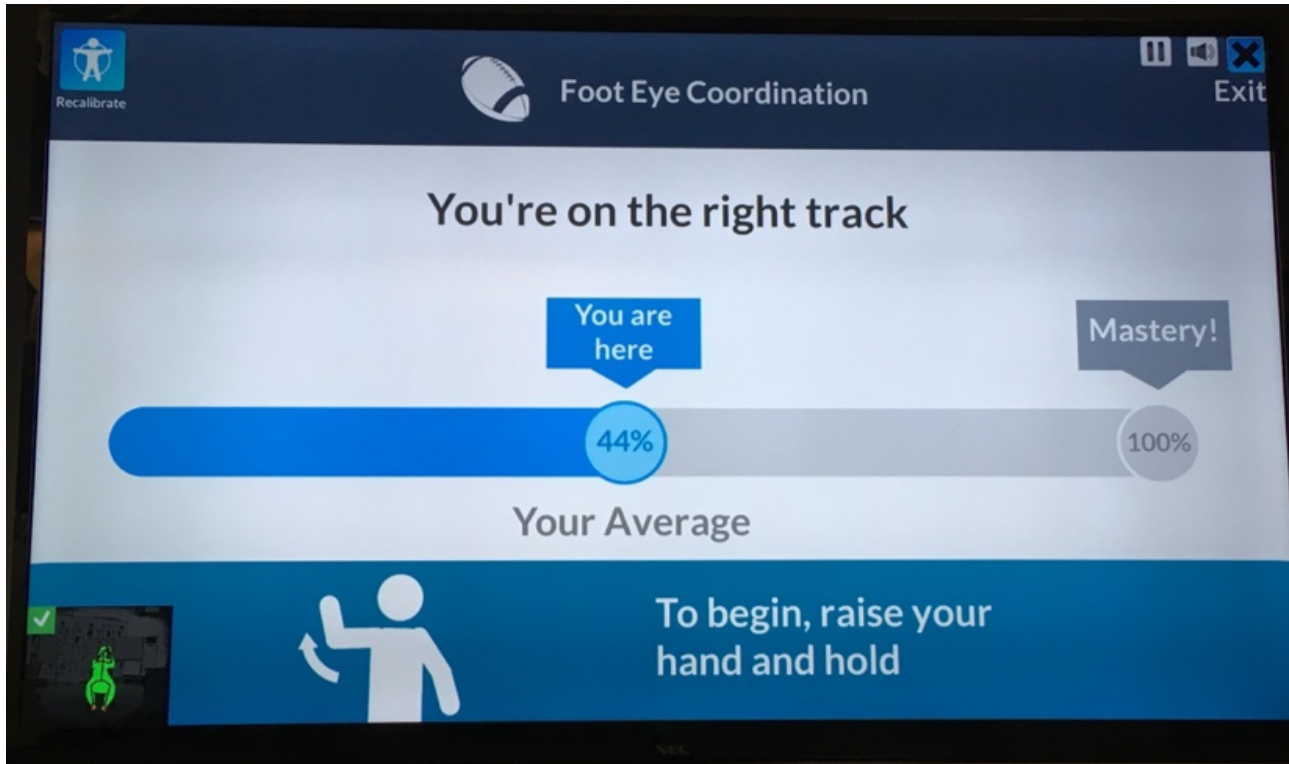 Recalibrate
Foot Eye Coordination
Exit
You're on the right track
You are
here
Mastery!
44%
100%
Your Average
To begin, raise your
hand and hold
NEC